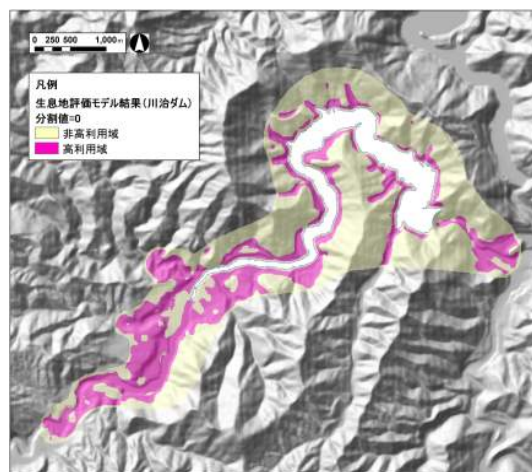 0 250 500 1,000m
凡例
生息地評価モデル結果(川治ダム)
分割値=0
非高利用域
高利用域